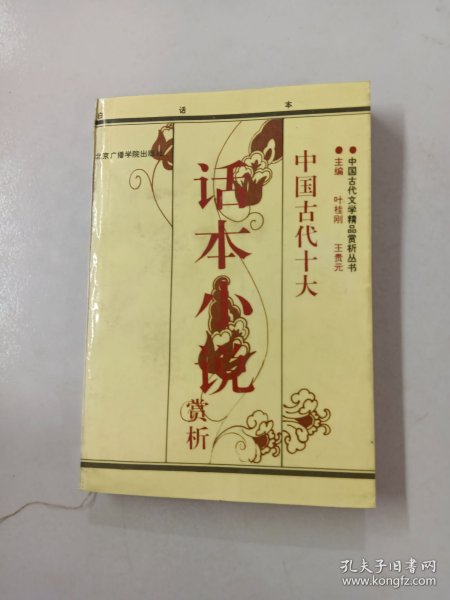 白话本
中国古代文学精品赏析丛书
主编 叶桂刚 王贵元
中国古代十大
话本小说
赏析
北京广播学院出版社
孔夫子旧书网
www.kongfz.com